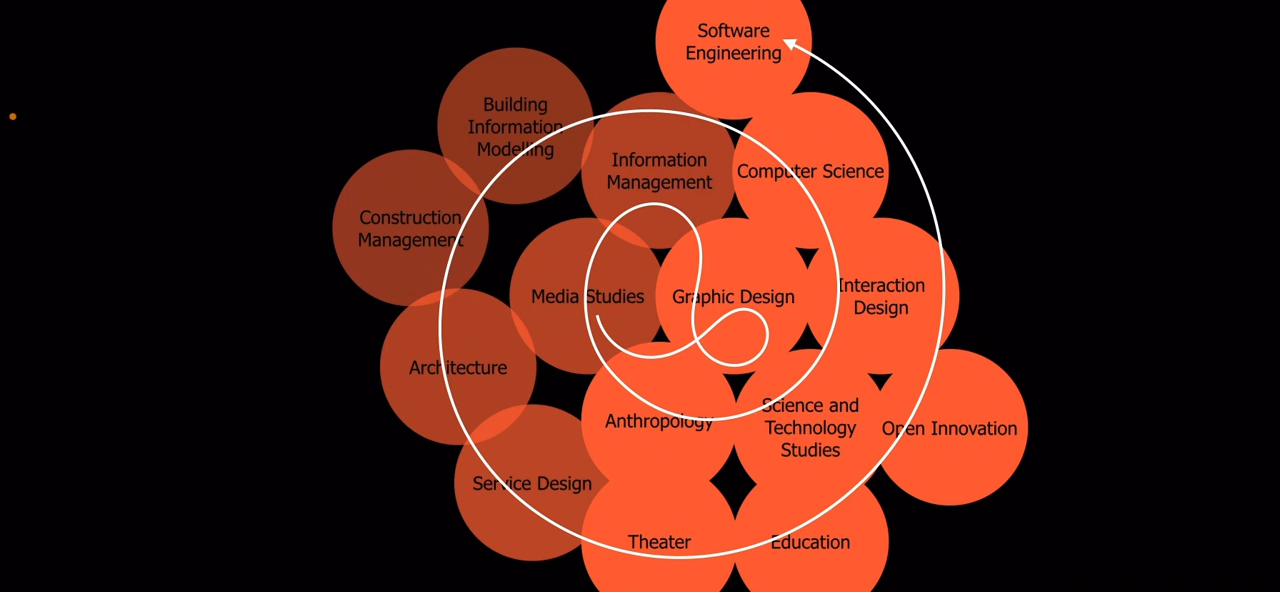 Software
Engineering
Building
Information
Modelling
Information
Management
Computer Science
Construction
Management
Media Studies
Graphic Design
Interaction
Design
Architecture
Anthropology
Science and
Technology
Studies
Open Innovation
Service Design
Theater
Education